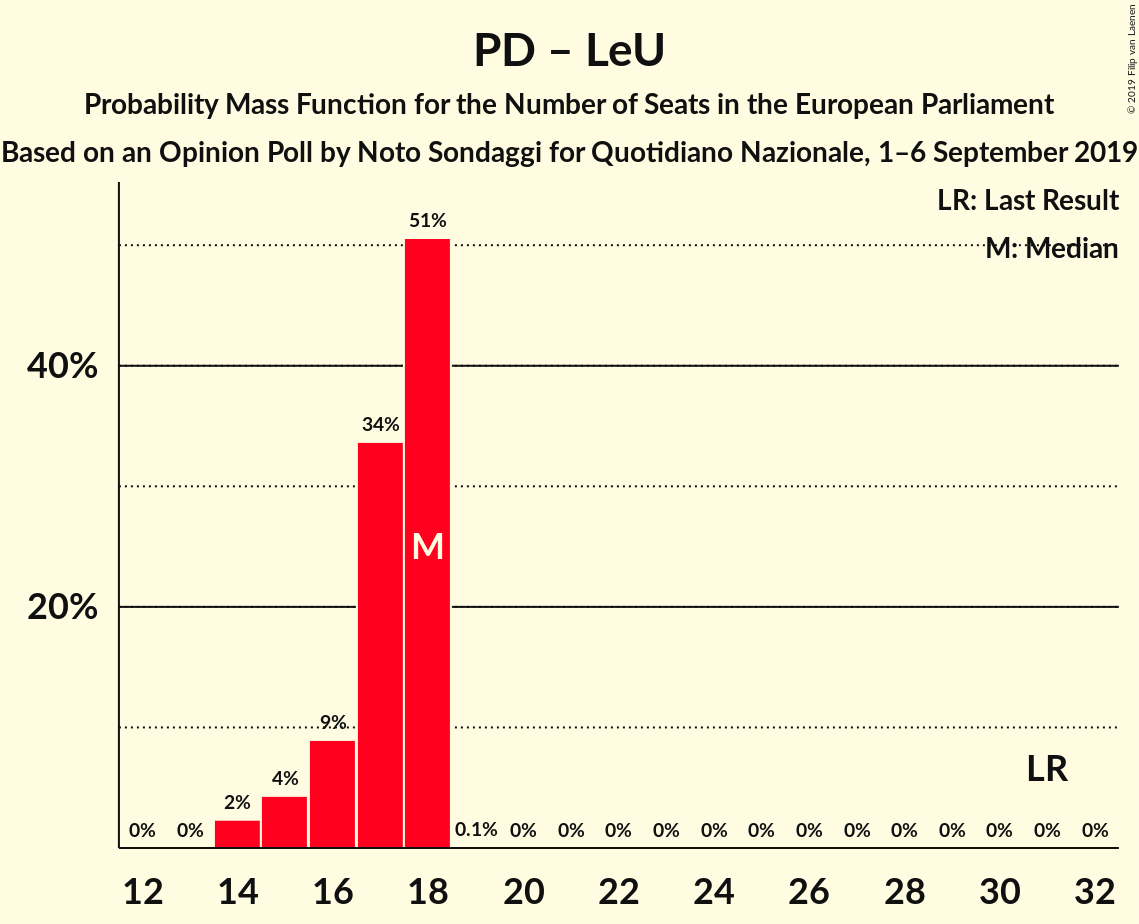 PD – LeU
Probability Mass Function for the Number of Seats in the European Parliament
Based on an Opinion Poll by Noto Sondaggi for Quotidiano Nazionale, 1–6 September 2019
© 2019 Filip van Laenen
LR: Last Result
M: Median
51%
40%
34%
M
20%
9%
LR
4%
2%
0% 0% 0.1% 0% 0% 0% 0% 0% 0% 0% 0% 0% 0% 0% 0% 0%
12 14 16 18 20 22 24 26 28 30 32